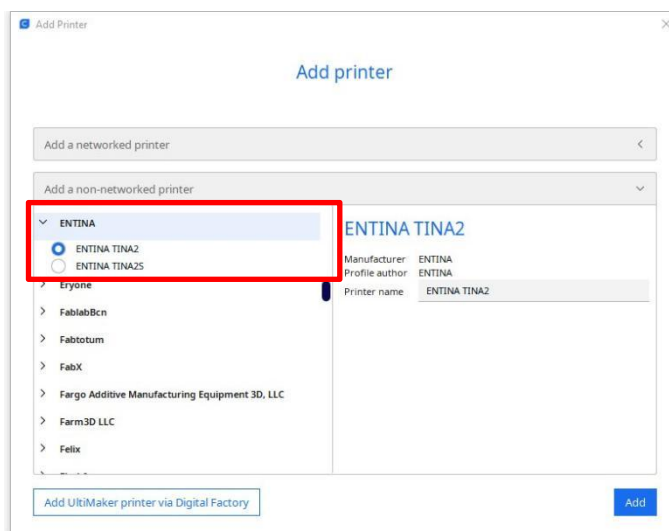 Add Printer
Add printer
Add a networked printer
Add a non-networked printer
ENTINA
ENTINA TINA2
ENTINA TINA2S
Eryone
FablabBcn
Fabtotum
FabX
Fargo Additive Manufacturing Equipment 3D, LLC
Farm3D LLC
Felix
ENTINA TINA2
Manufacturer ENTINA
Profile author ENTINA
Printer name ENTINA TINA2
Add UltiMaker printer via Digital Factory
Add